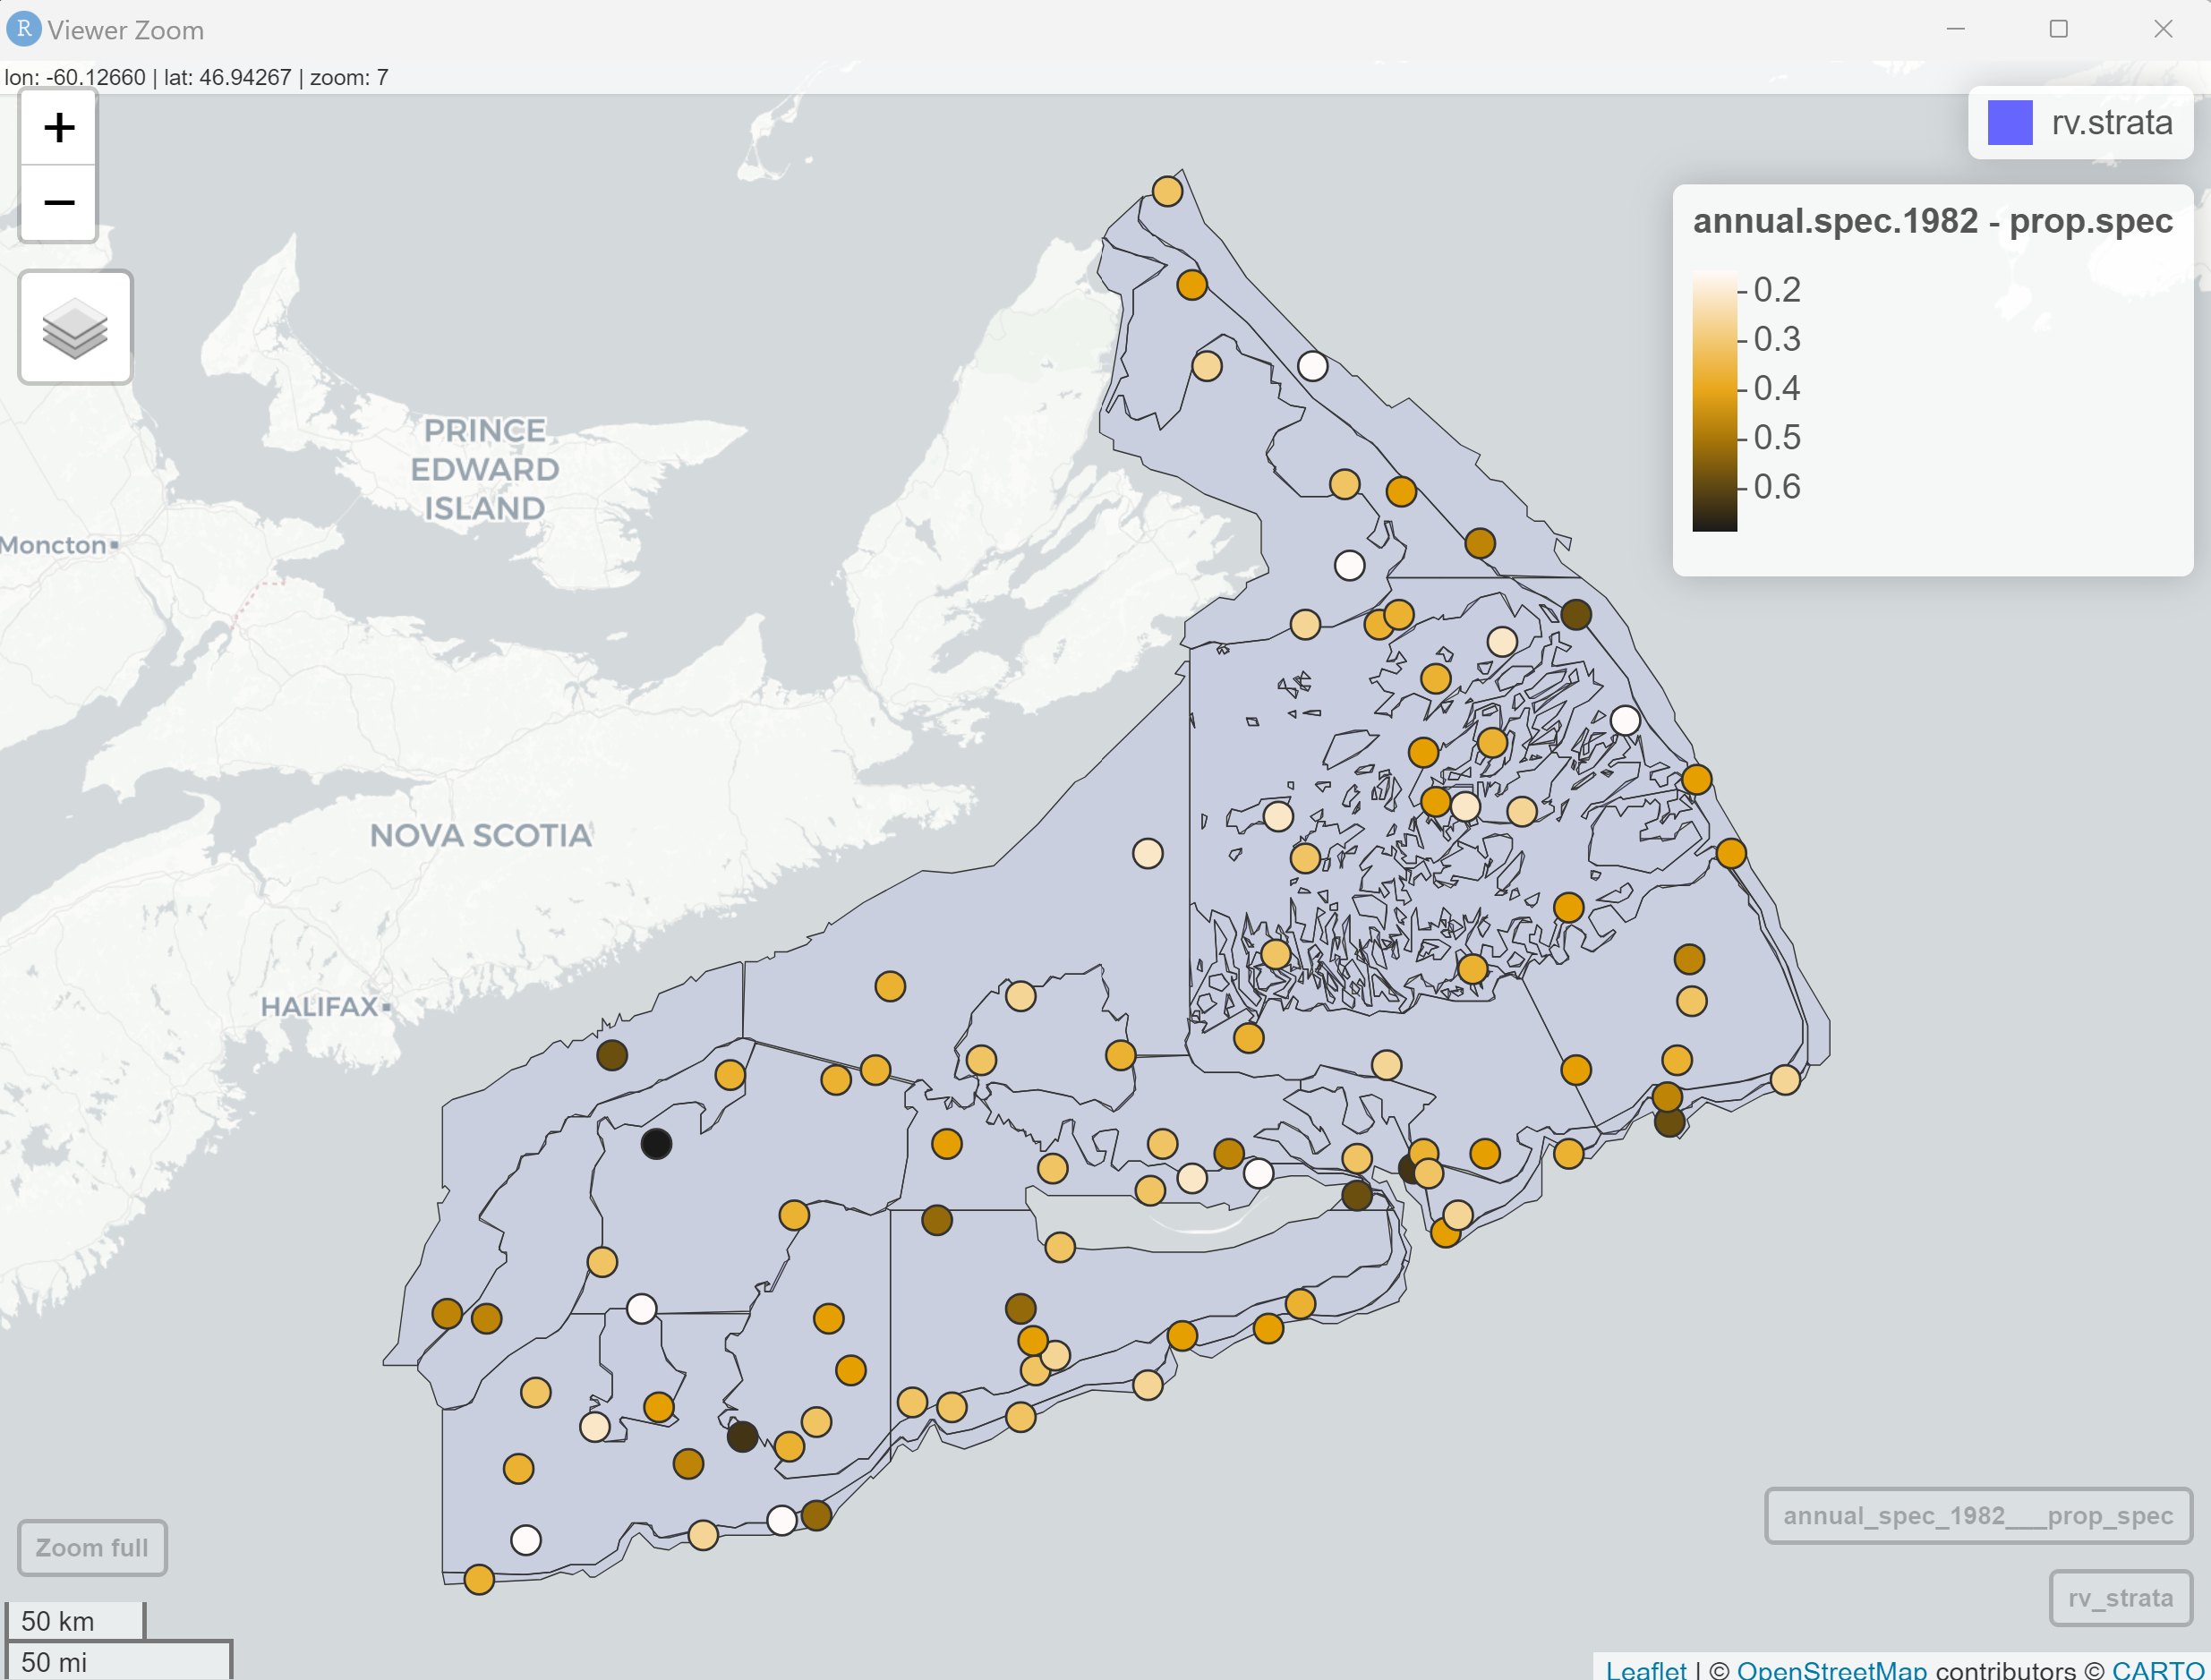 R Viewer Zoom
lon: -60.12660 | lat: 46.94267 | zoom: 7
+
−
rv.strata
annual.spec.1982 - prop.spec
0.2
0.3
0.4
0.5
0.6
PRINCE
EDWARD
ISLAND
Moncton
NOVA SCOTIA
HALIFAX
Zoom full
annual_spec_1982___prop_spec
rv_strata
50 km
50 mi
Leaflet | © OpenStreetMap contributors © CARTO